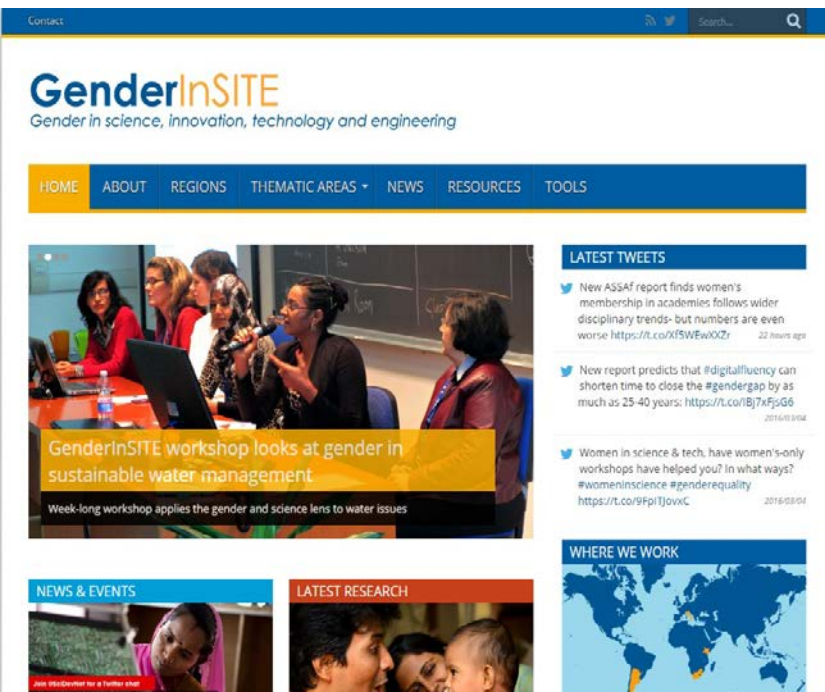 Contact
Search...
GenderInSITE
Gender in science, innovation, technology and engineering
HOME ABOUT REGIONS THEMATIC AREAS NEWS RESOURCES TOOLS
GenderInSITE workshop looks at gender in
sustainable water management
Week-long workshop applies the gender and science lens to water issues
LATEST TWEETS
New ASSAf report finds women's
membership in academies follows wider
disciplinary trends- but numbers are even
worse https://t.co/Xf5WEwXXZr 22 hours ago
New report predicts that #digitalfluency can
shorten time to close the #gendergap by as
much as 25-40 years: https://t.co/IBj7xFjsG6
2016/03/04
Women in science & tech, have women's-only
workshops have helped you? In what ways?
#womeninscience #genderequality
https://t.co/9FpITJovxC 2016/03/04
WHERE WE WORK
NEWS & EVENTS
Join @SciDevNet for a Twitter chat
LATEST RESEARCH